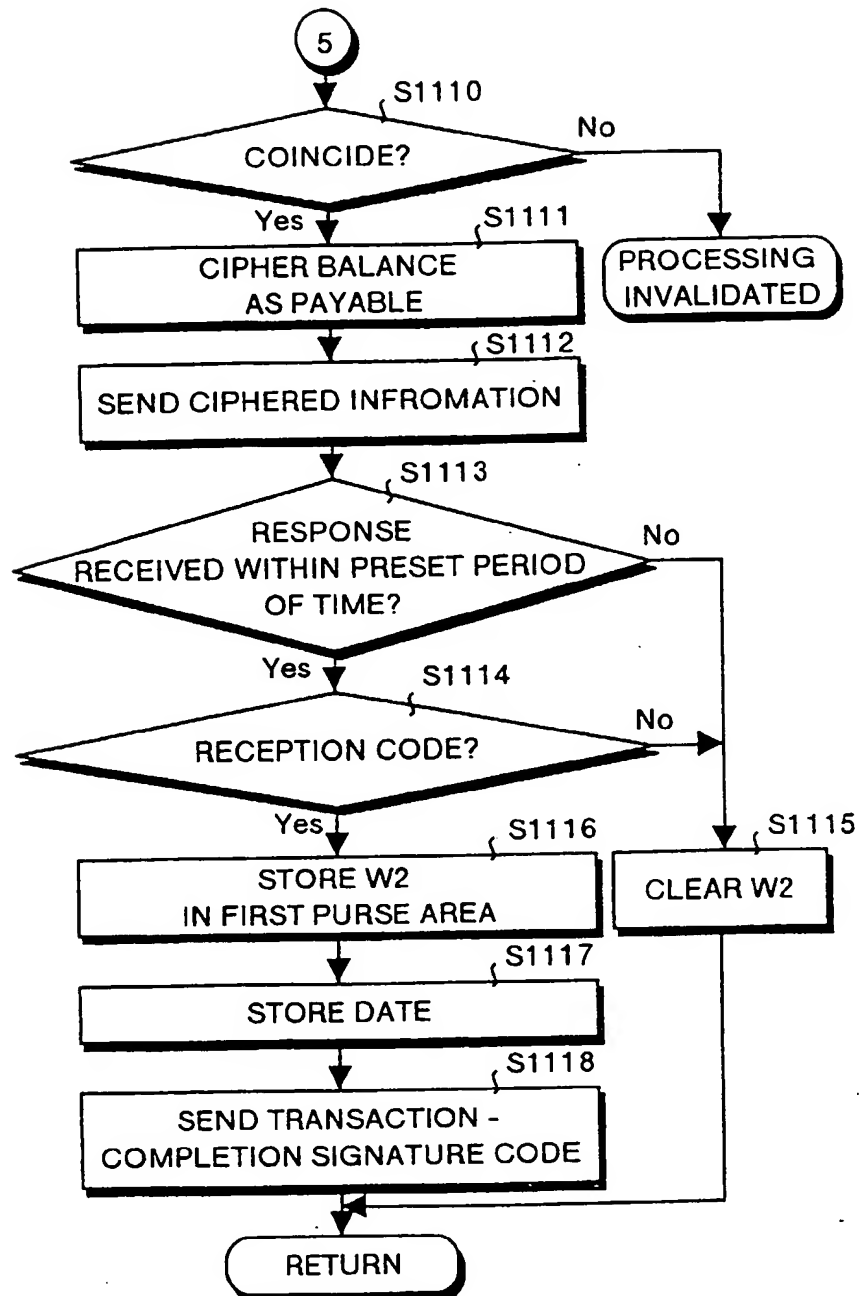 5
S1110
COINCIDE?
No
Yes
S1111
CIPHER BALANCE
AS PAYABLE
PROCESSING
INVALIDATED
S1112
SEND CIPHERED INFROMATION
S1113
RESPONSE
RECEIVED WITHIN PRESET PERIOD
OF TIME?
No
Yes
S1114
RECEPTION CODE?
No
Yes
S1116
STORE W2
IN FIRST PURSE AREA
S1115
CLEAR W2
S1117
STORE DATE
S1118
SEND TRANSACTION -
COMPLETION SIGNATURE CODE
RETURN